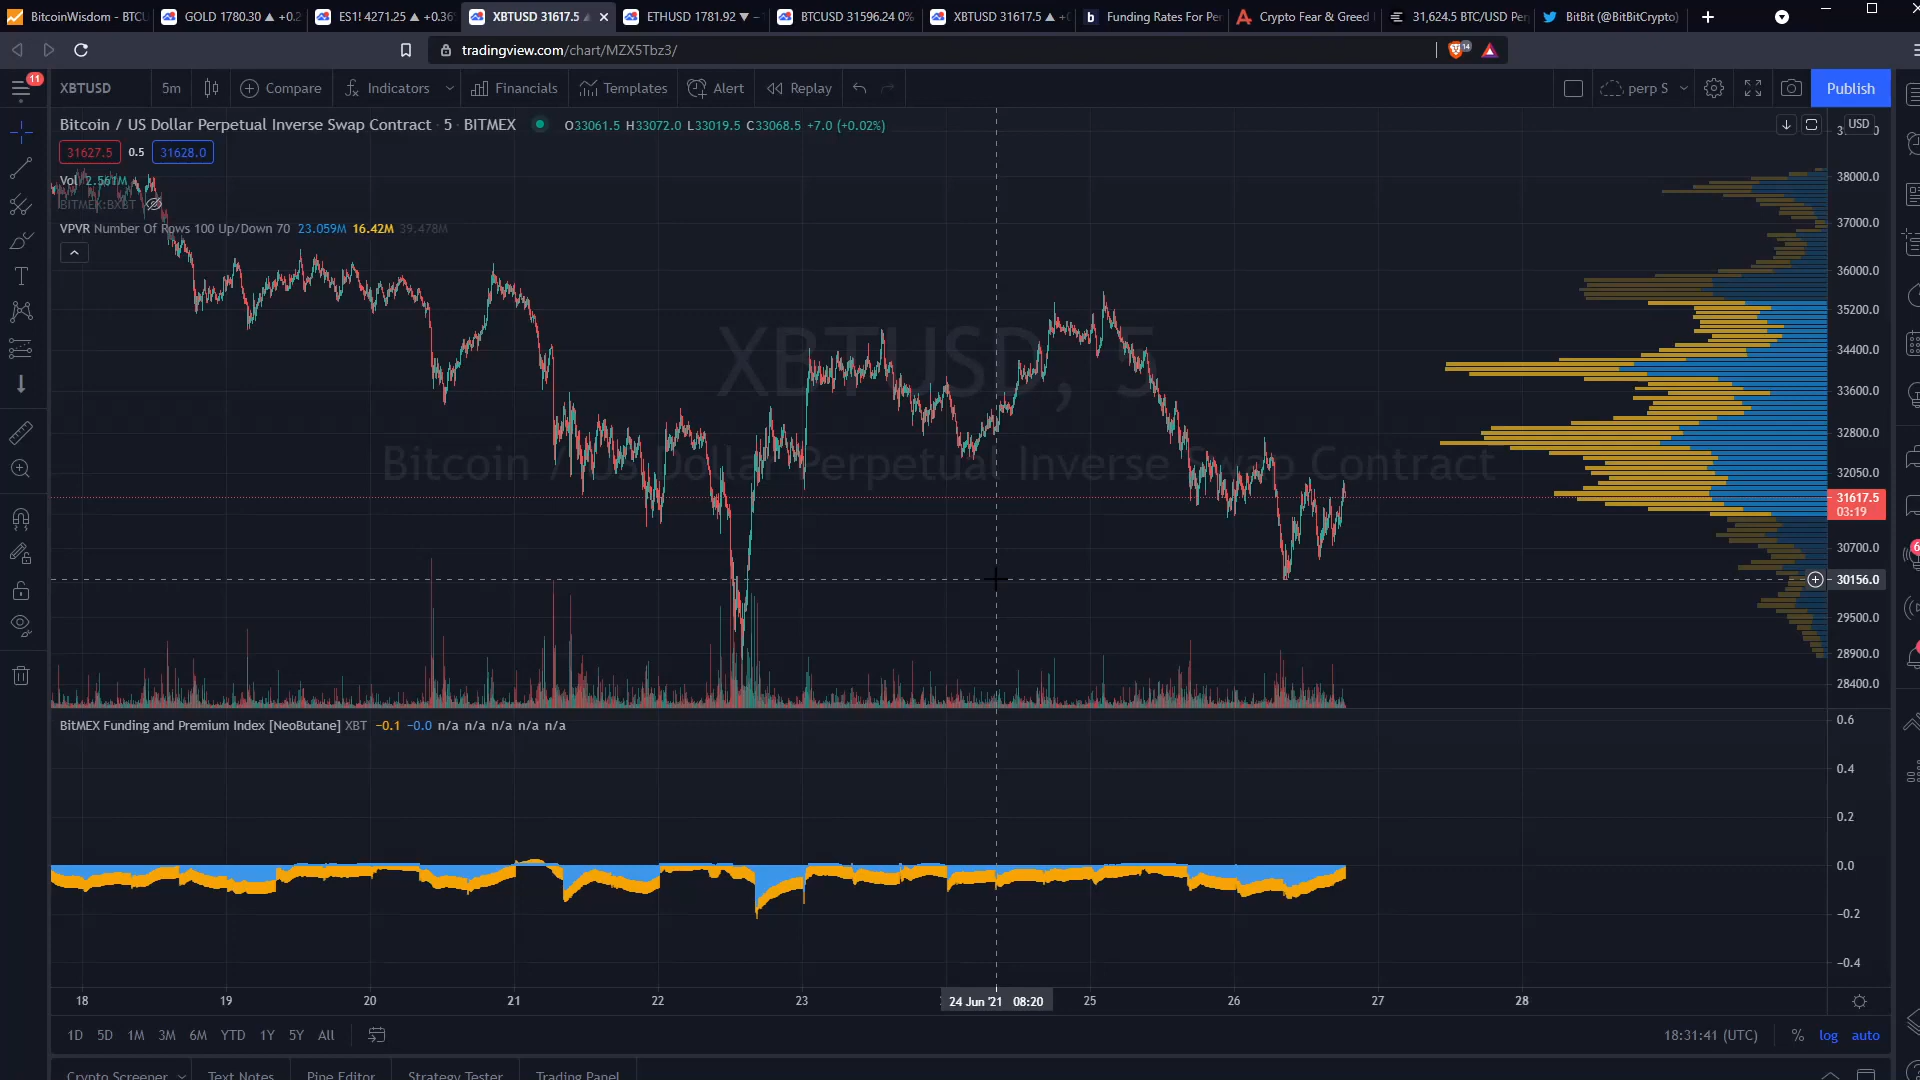 BitcoinWisdom - BTCU
GOLD 1780.30 ▲ +0.2
ES1! 4271.25 ▲ +0.36
XBTUSD 31617.5 ▲
ETHUSD 1781.92 ▼ −
BTCUSD 31596.24 0%
XBTUSD 31617.5 ▲ +0
b Funding Rates For Per
Crypto Fear & Greed I
31,624.5 BTC/USD Perp
BitBit (@BitBitCrypto)
tradingview.com/chart/MZX5Tbz3/
14
11
XBTUSD
5m
Compare
Indicators
Financials
Templates
Alert
Replay
perp S
Publish
Bitcoin / US Dollar Perpetual Inverse Swap Contract · 5 · BITMEX
O33061.5 H33072.0 L33019.5 C33068.5 +7.0 (+0.02%)
31627.5 0.5 31628.0
Vol 2.561M
BITMEX:BXBT
VPVR Number Of Rows 100 Up/Down 70 23.059M 16.42M 39.478M
XBTUSD, 5
Bitcoin / US Dollar Perpetual Inverse Swap Contract
USD
38000.0
37000.0
36000.0
35200.0
34400.0
33600.0
32800.0
32050.0
31617.5
03:19
30700.0
30156.0
29500.0
28900.0
28400.0
BitMEX Funding and Premium Index [NeoButane] XBT −0.1 −0.0 n/a n/a n/a n/a n/a
0.6
0.4
0.2
0.0
−0.2
−0.4
18 19 20 21 22 23 24 Jun '21 08:20 25 26 27 28
1D 5D 1M 3M 6M YTD 1Y 5Y All
18:31:41 (UTC) % log auto
Crypto Screener Text Notes Pine Editor Strategy Tester Trading Panel